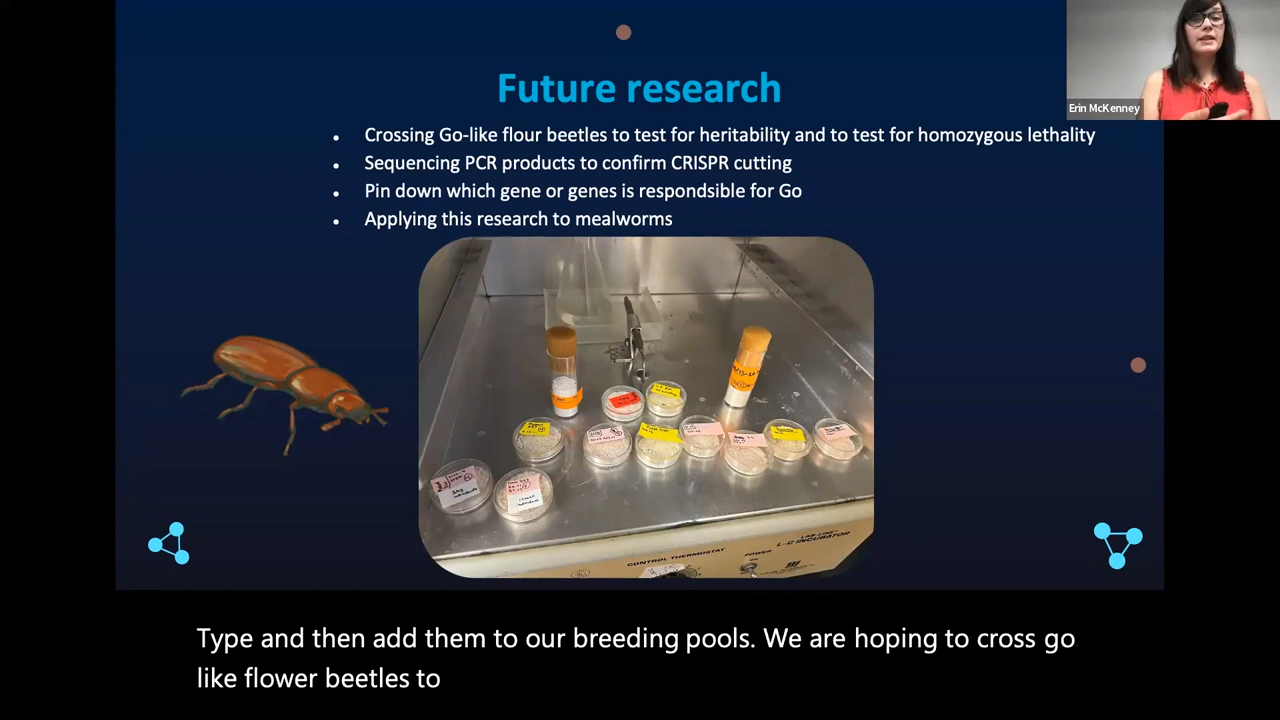 Future research
Erin McKenney
Crossing Go-like flour beetles to test for heritability and to test for homozygous lethality
Sequencing PCR products to confirm CRISPR cutting
Pin down which gene or genes is respondsible for Go
Applying this research to mealworms
CONTROL THERMOSTAT
POWER
LAB-LINE
L-C INCUBATOR
Type and then add them to our breeding pools. We are hoping to cross go
like flower beetles to